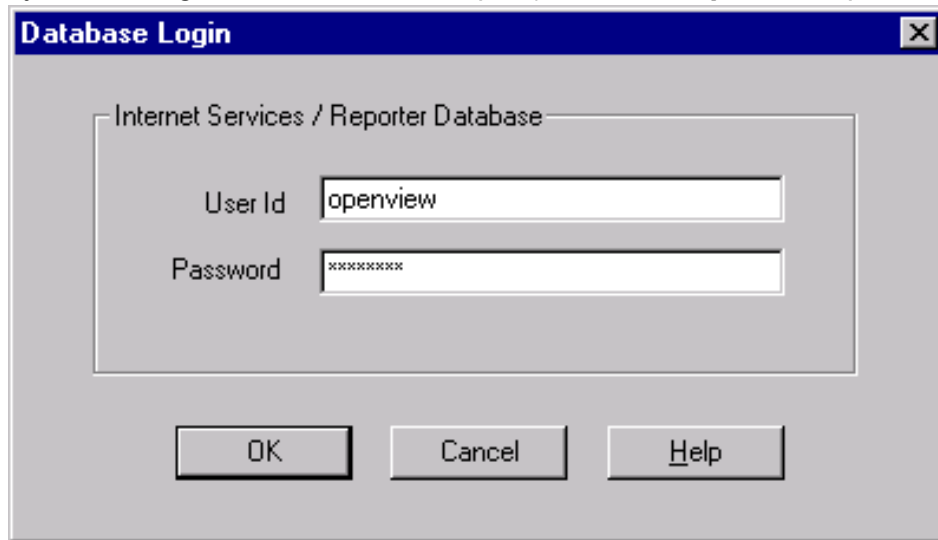 Database Login
Internet Services / Reporter Database
User Id openview
Password ********
OK Cancel Help